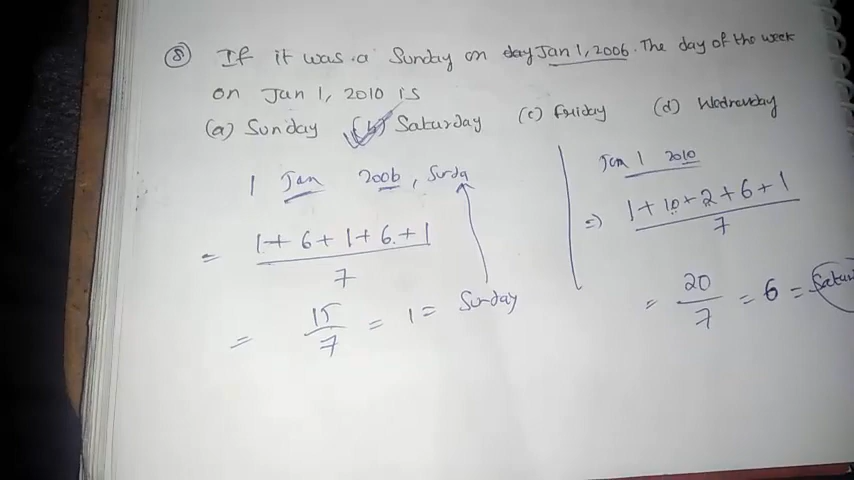 ⑧ If it was a Sunday on day Jan 1, 2006. The day of the week
on Jan 1, 2010 is
(a) Sunday (b) Saturday (c) Friday (d) Wednesday
1 Jan 2006, Sunda
= 1 + 6 + 1 + 6 + 1
7
= 15
7
= 1 = Sunday
Jan 1 2010
⇒ 1 + 10 + 2 + 6 + 1
7
= 20
7
= 6 = Satur